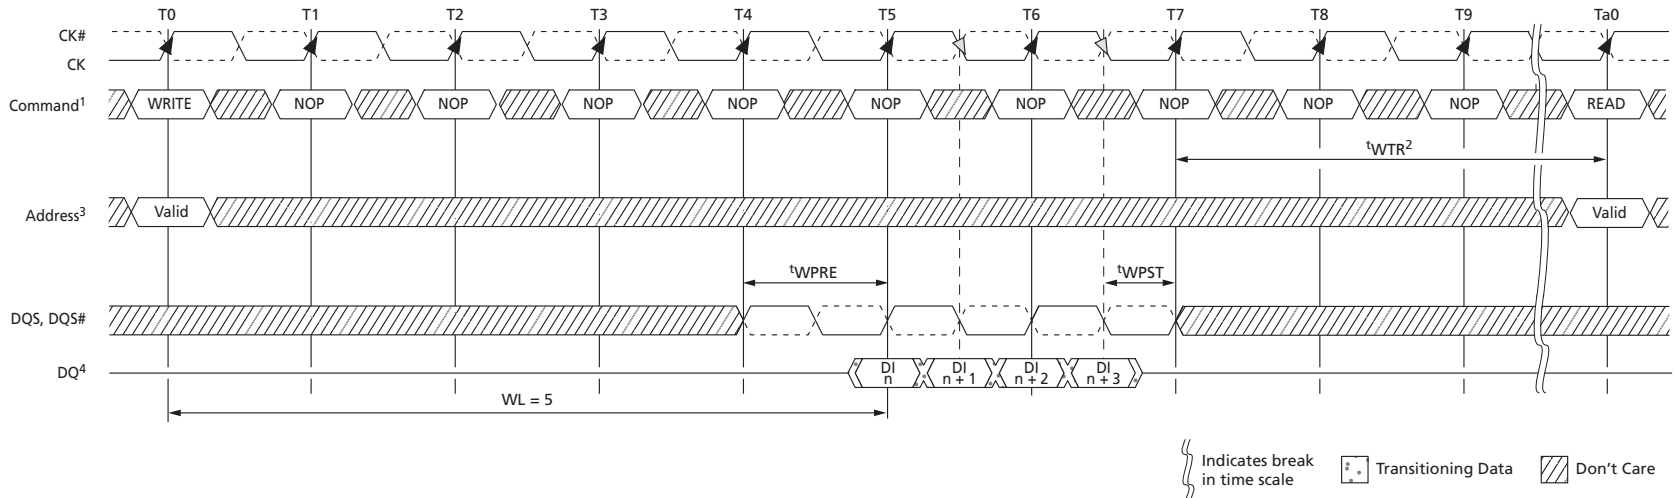 T0 T1 T2 T3 T4 T5 T6 T7 T8 T9 Ta0
CK#
CK
Command1 WRITE NOP NOP NOP NOP NOP NOP NOP NOP NOP READ
tWTR2
Address3 Valid Valid
tWPRE tWPST
DQS, DQS#
DQ4 DI n DI n + 1 DI n + 2 DI n + 3
WL = 5
Indicates break
in time scale
Transitioning Data
Don't Care